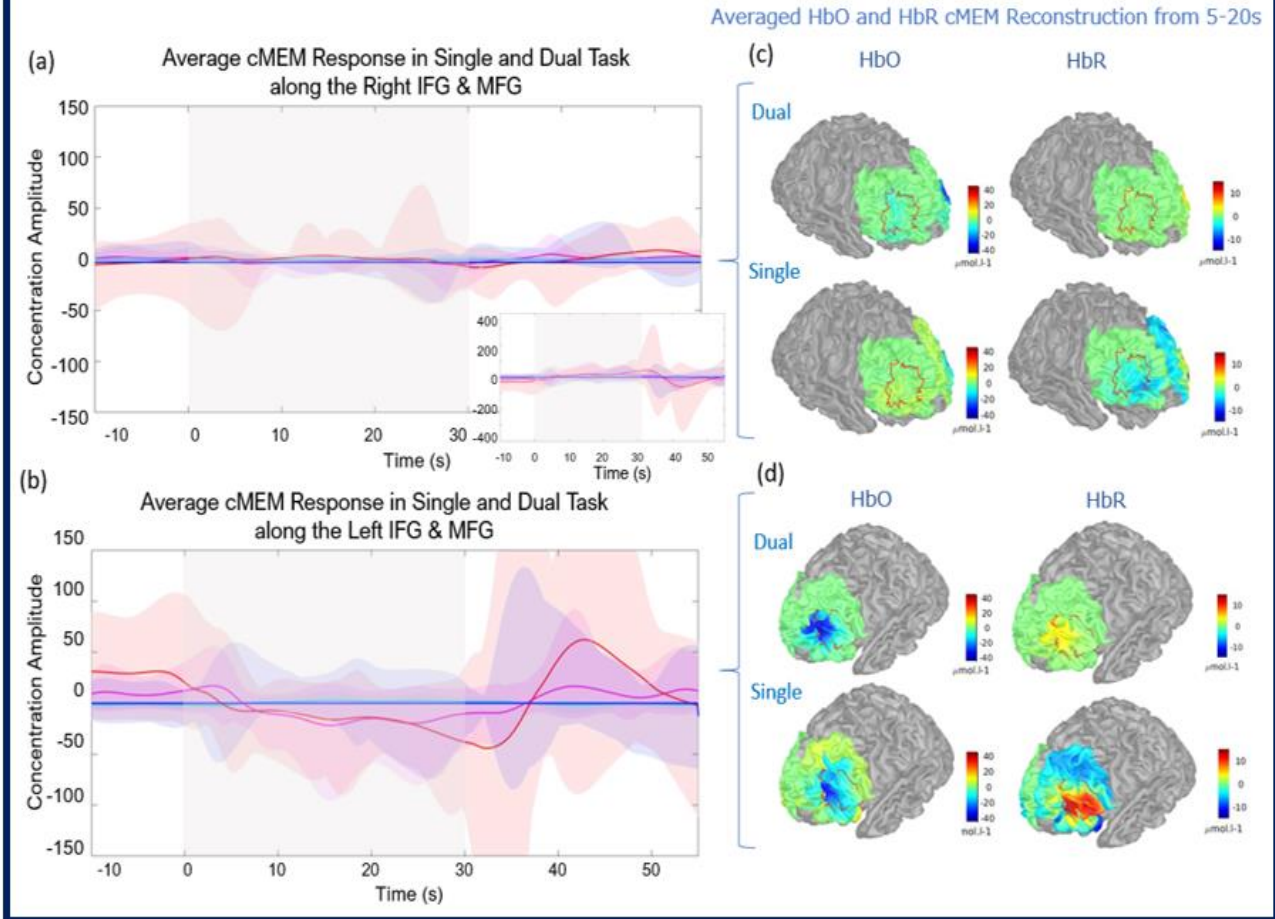 Averaged HbO and HbR cMEM Reconstruction from 5-20s
(a)
Average cMEM Response in Single and Dual Task
along the Right IFG & MFG
Concentration Amplitude
150
100
50
0
-50
-100
-150
-10 0 10 20 30
Time (s)
400
200
0
-200
-400
-10 0 10 20 30 40 50
Time (s)
(c)
HbO HbR
Dual
40
20
0
-20
-40
μmol.l-1
10
0
-10
μmol.l-1
Single
40
20
0
-20
-40
μmol.l-1
10
0
-10
μmol.l-1
(b)
Average cMEM Response in Single and Dual Task
along the Left IFG & MFG
Concentration Amplitude
150
100
50
0
-50
-100
-150
-10 0 10 20 30 40 50
Time (s)
(d)
HbO HbR
Dual
40
20
0
-20
-40
μmol.l-1
10
0
-10
μmol.l-1
Single
40
20
0
-20
-40
nol.l-1
10
0
-10
μmol.l-1